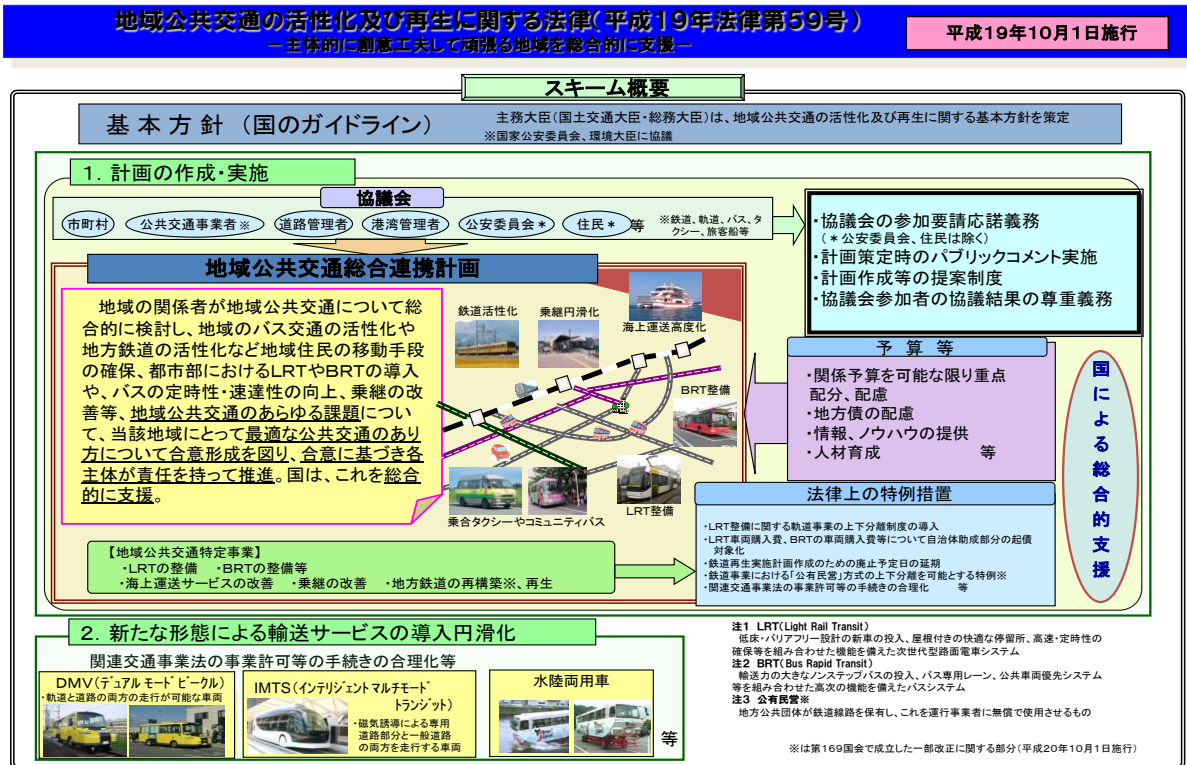 地域公共交通の活性化及び再生に関する法律(平成19年法律第59号)
－主体的に創意工夫して頑張る地域を総合的に支援－
平成19年10月1日施行
スキーム概要
基本方針（国のガイドライン）
主務大臣(国土交通大臣・総務大臣)は、地域公共交通の活性化及び再生に関する基本方針を策定
※国家公安委員会、環境大臣に協議
1．計画の作成・実施
協議会
市町村
公共交通事業者※
道路管理者
港湾管理者
公安委員会＊
住民＊
等
※鉄道、軌道、バス、タ
クシー、旅客船等
・協議会の参加要請応諾義務
（＊公安委員会、住民は除く）
・計画策定時のパブリックコメント実施
・計画作成等の提案制度
・協議会参加者の協議結果の尊重義務
地域公共交通総合連携計画
地域の関係者が地域公共交通について総
合的に検討し、地域のバス交通の活性化や
地方鉄道の活性化など地域住民の移動手段
の確保、都市部におけるLRTやBRTの導入
や、バスの定時性・速達性の向上、乗継の改
善等、地域公共交通のあらゆる課題につい
て、当該地域にとって最適な公共交通のあり
方について合意形成を図り、合意に基づき各
主体が責任を持って推進。国は、これを総合
的に支援。
鉄道活性化
乗継円滑化
海上運送高度化
BRT整備
LRT整備
乗合タクシーやコミュニティバス
予算等
・関係予算を可能な限り重点
配分、配慮
・地方債の配慮
・情報、ノウハウの提供
・人材育成　等
国による総合的支援
法律上の特例措置
・LRT整備に関する軌道事業の上下分離制度の導入
・LRT車両購入費、BRTの車両購入費等について自治体助成部分の起債
対象化
・鉄道再生実施計画作成のための廃止予定日の延期
・鉄道事業における「公有民営」方式の上下分離を可能とする特例※
・関連交通事業法の事業許可等の手続きの合理化　等
【地域公共交通特定事業】
・LRTの整備　・BRTの整備
・海上運送サービスの改善　・乗継の改善　・地方鉄道の再構築※、再生
2．新たな形態による輸送サービスの導入円滑化
関連交通事業法の事業許可等の手続きの合理化等
DMV(デュアルモードビークル)
・軌道と道路の両方の走行が可能な車両
IMTS(インテリジェントマルチモード
トランジット)
・磁気誘導による専用
道路部分と一般道路
の両方を走行する車両
水陸両用車
等
注1 LRT(Light Rail Transit)
低床・バリアフリー設計の新車の投入、屋根付きの快適な停留所、高速・定時性の
確保等を組み合わせた機能を備えた次世代型路面電車システム
注2 BRT(Bus Rapid Transit)
輸送力の大きなノンステップバスの投入、バス専用レーン、公共車両優先システム
等を組み合わせた高次の機能を備えたバスシステム
注3 公有民営※
地方公共団体が鉄道線路を保有し、これを運行事業者に無償で使用させるもの
※は第169国会で成立した一部改正に関する部分(平成20年10月1日施行)